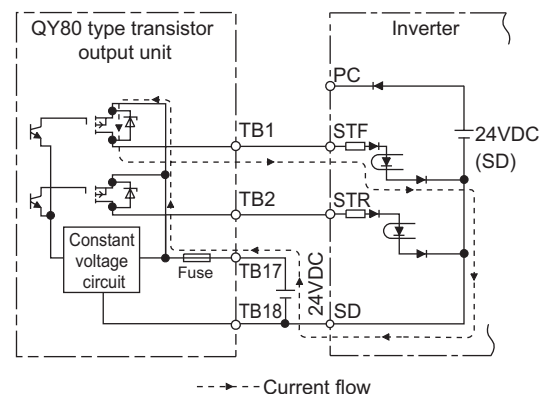 QY80 type transistor
output unit
Inverter
PC
TB1
STF
24VDC
(SD)
TB2
STR
Constant
voltage
circuit
Fuse
TB17
24VDC
TB18
SD
Current flow